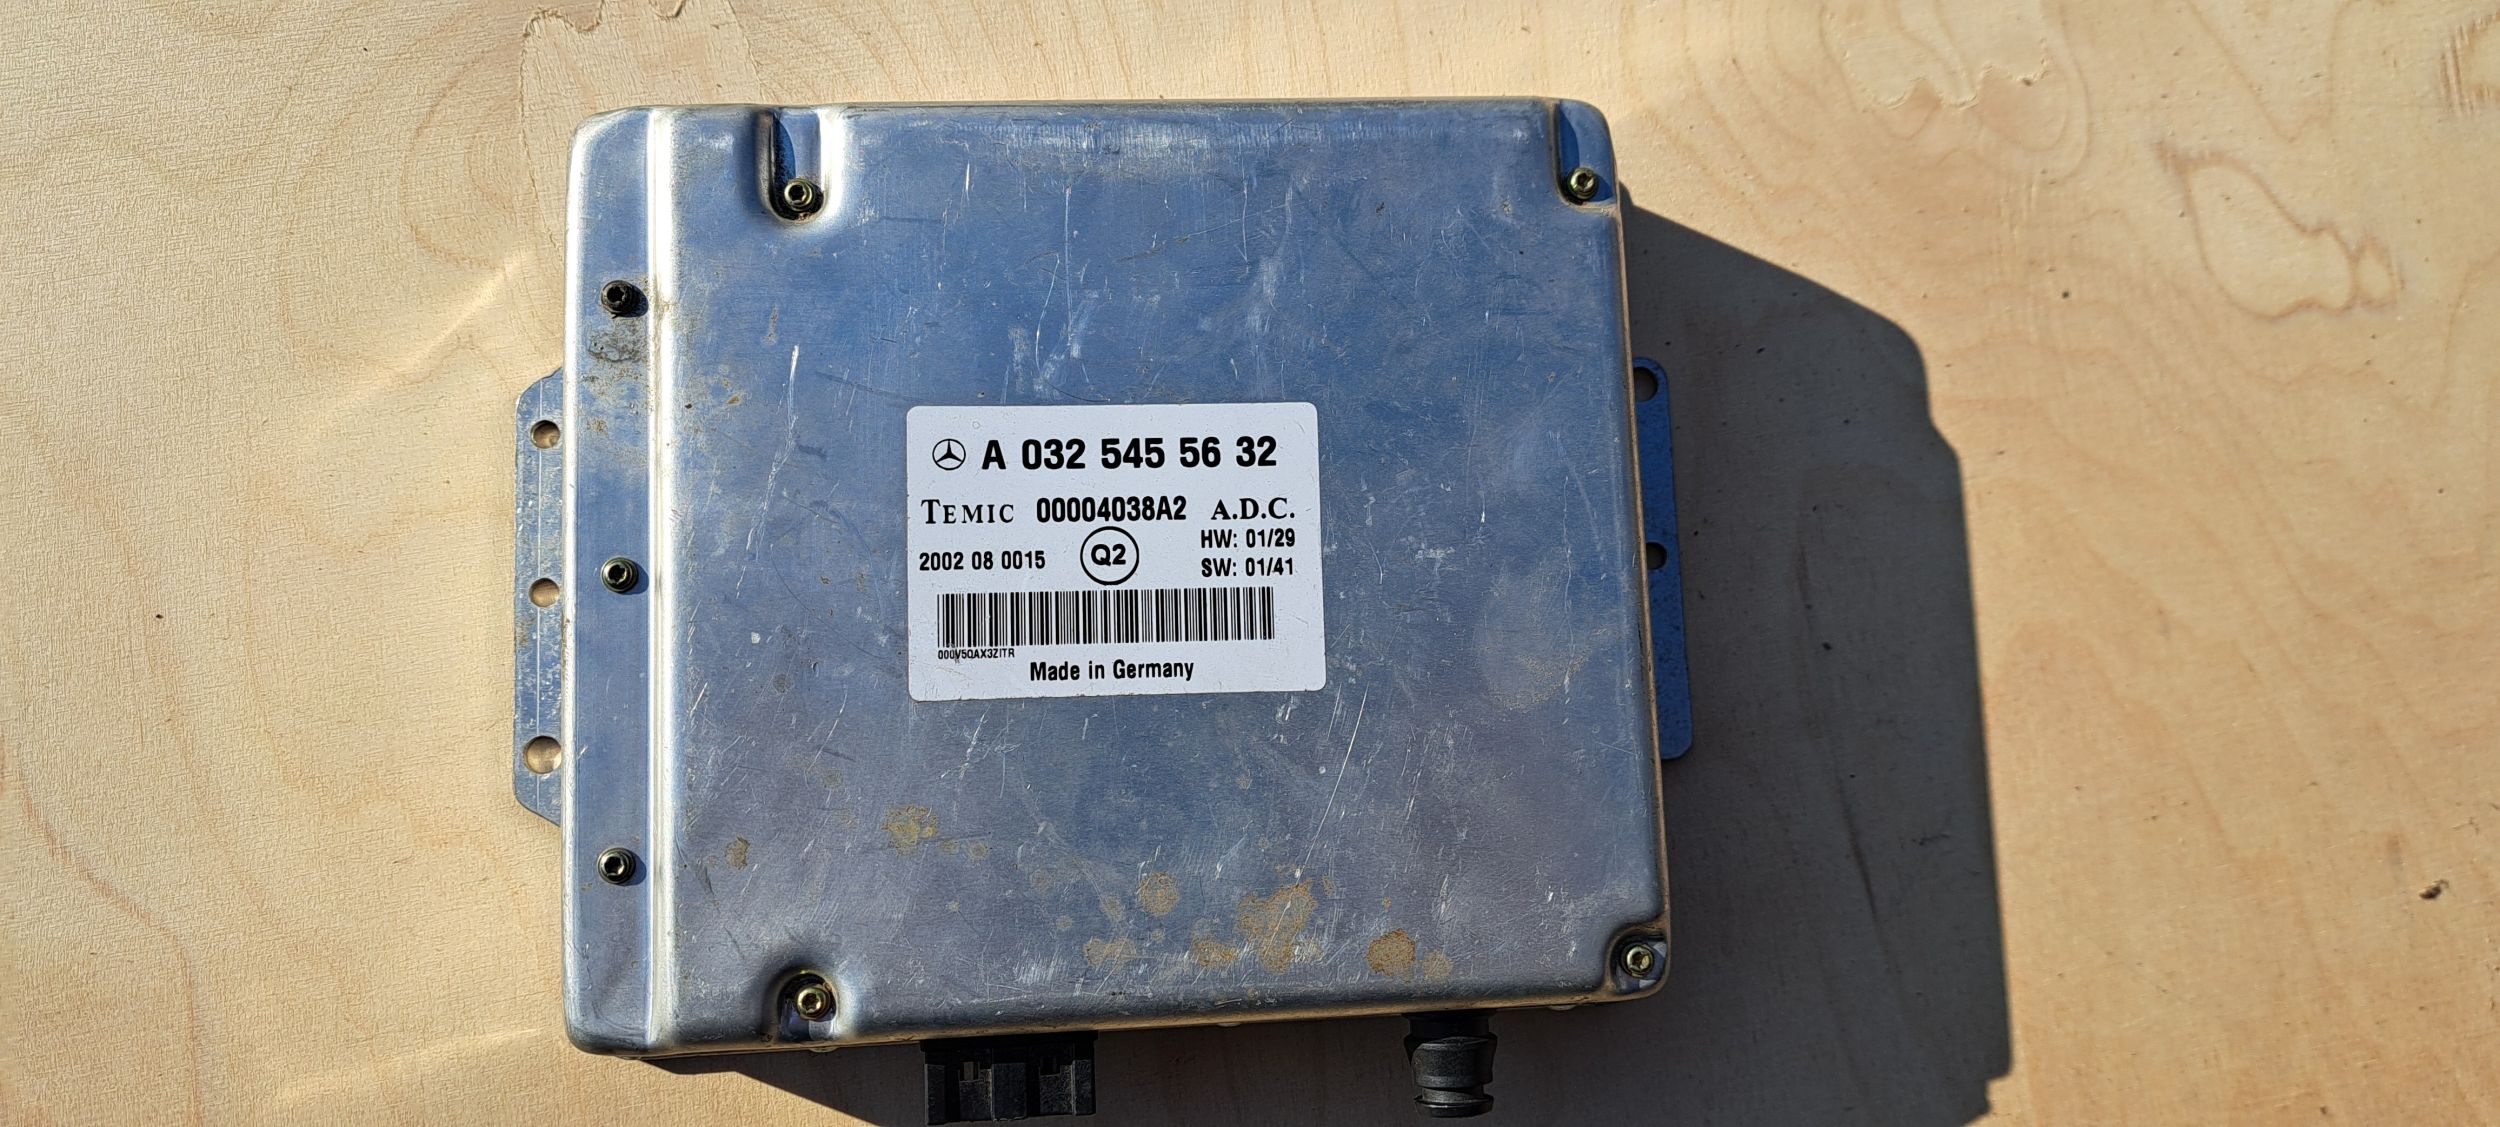 A 032 545 56 32
TEMIC 00004038A2 A.D.C.
2002 08 0015 Q2 HW: 01/29
SW: 01/41
000V5QAX3ZITR
Made in Germany